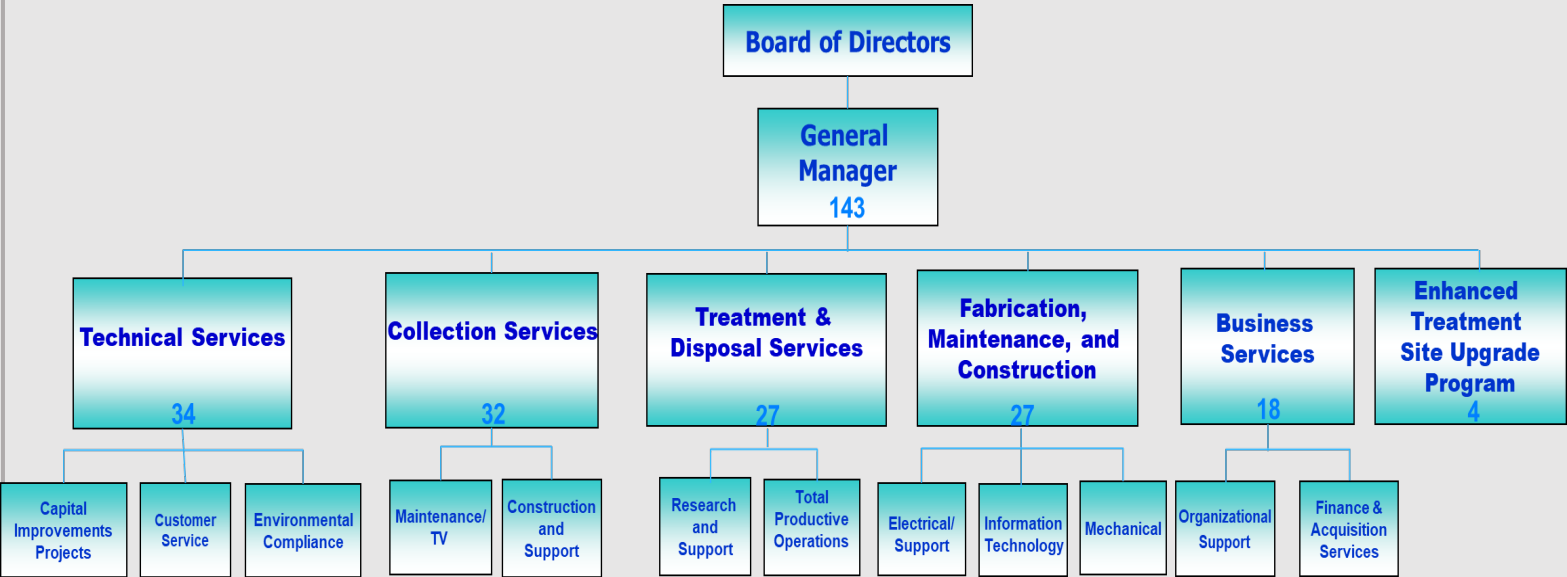 Board of Directors
General
Manager
143
Technical Services
34
Collection Services
32
Treatment &
Disposal Services
27
Fabrication,
Maintenance, and
Construction
27
Business
Services
18
Enhanced
Treatment
Site Upgrade
Program
4
Capital
Improvements
Projects
Customer
Service
Environmental
Compliance
Maintenance/
TV
Construction
and
Support
Research
and
Support
Total
Productive
Operations
Electrical/
Support
Information
Technology
Mechanical
Organizational
Support
Finance &
Acquisition
Services